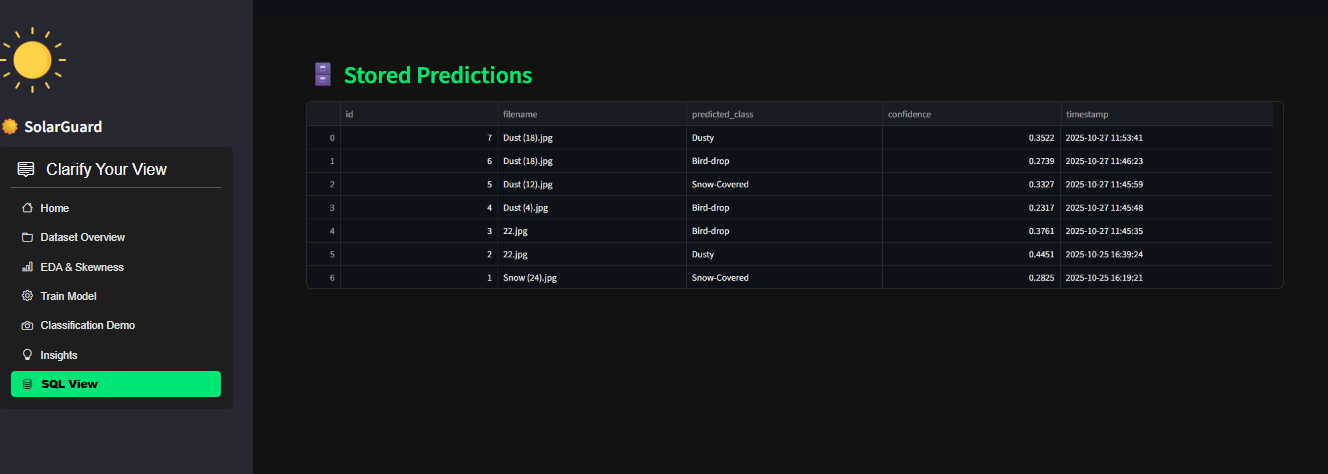 SolarGuard
Clarify Your View
Home
Dataset Overview
EDA & Skewness
Train Model
Classification Demo
Insights
SQL View
Stored Predictions
id filename predicted_class confidence timestamp
0 7 Dust (18).jpg Dusty 0.3522 2025-10-27 11:53:41
1 6 Dust (18).jpg Bird-drop 0.2739 2025-10-27 11:46:23
2 5 Dust (12).jpg Snow-Covered 0.3327 2025-10-27 11:45:59
3 4 Dust (4).jpg Bird-drop 0.2317 2025-10-27 11:45:48
4 3 22.jpg Bird-drop 0.3761 2025-10-27 11:45:35
5 2 22.jpg Dusty 0.4451 2025-10-25 16:39:24
6 1 Snow (24).jpg Snow-Covered 0.2825 2025-10-25 16:19:21